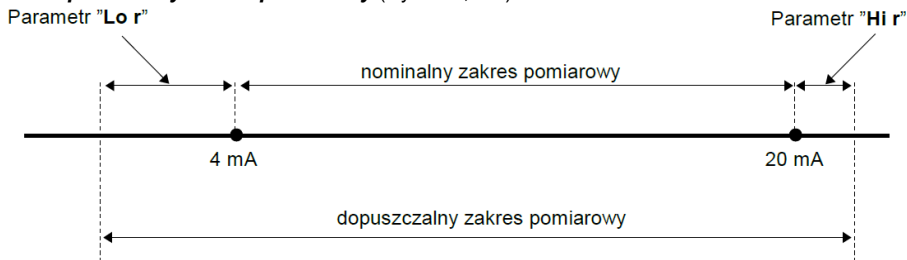 Parametr ”Lo r”
Parametr ”Hi r”
nominalny zakres pomiarowy
4 mA
20 mA
dopuszczalny zakres pomiarowy